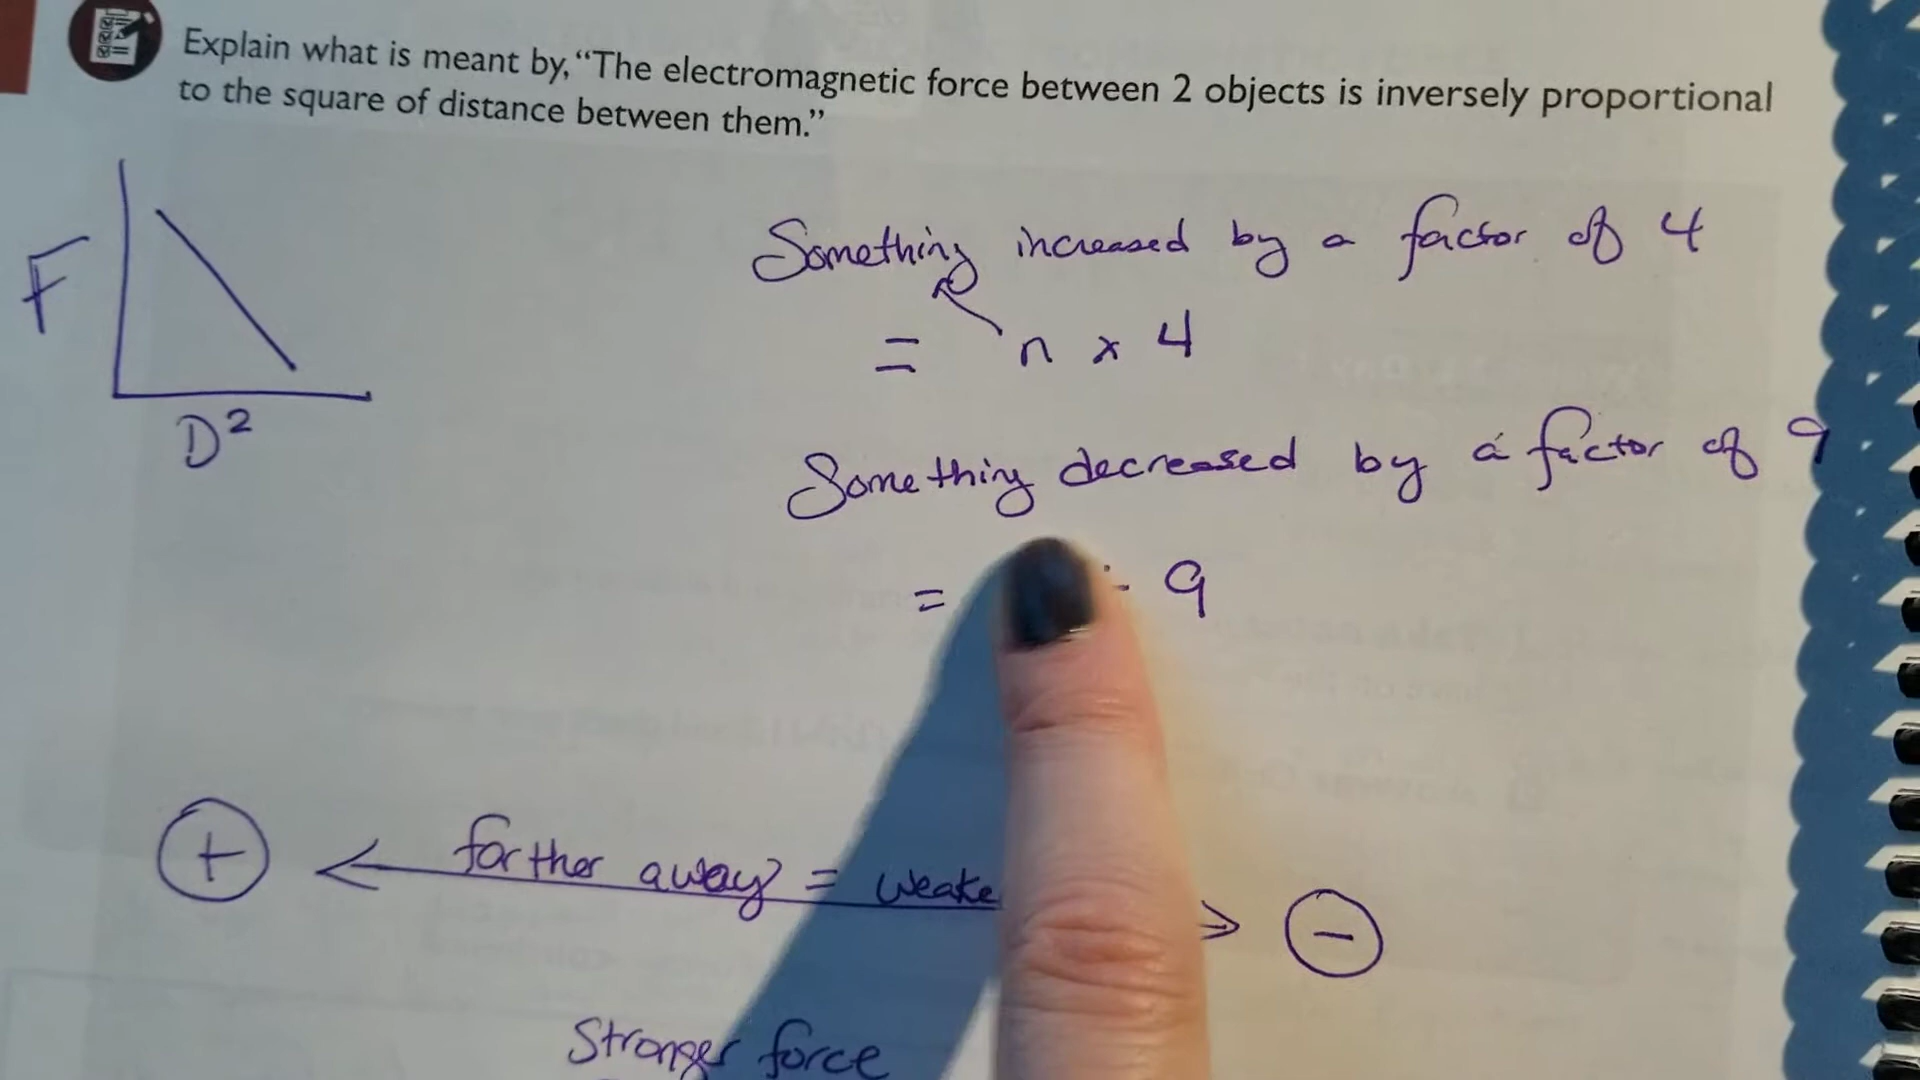 Explain what is meant by, “The electromagnetic force between 2 objects is inversely proportional
to the square of distance between them.”
F
D²
Something increased by a factor of 4
= n × 4
Something decreased by a factor of 9
= ÷ 9
+
farther away = weake
-
Stronger force